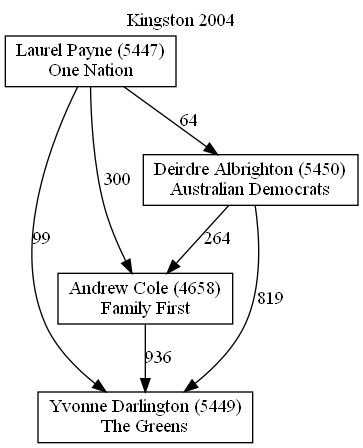 Kingston 2004
Laurel Payne (5447)
One Nation
64
Deirdre Albrighton (5450)
Australian Democrats
300
99
264
Andrew Cole (4658)
Family First
819
936
Yvonne Darlington (5449)
The Greens